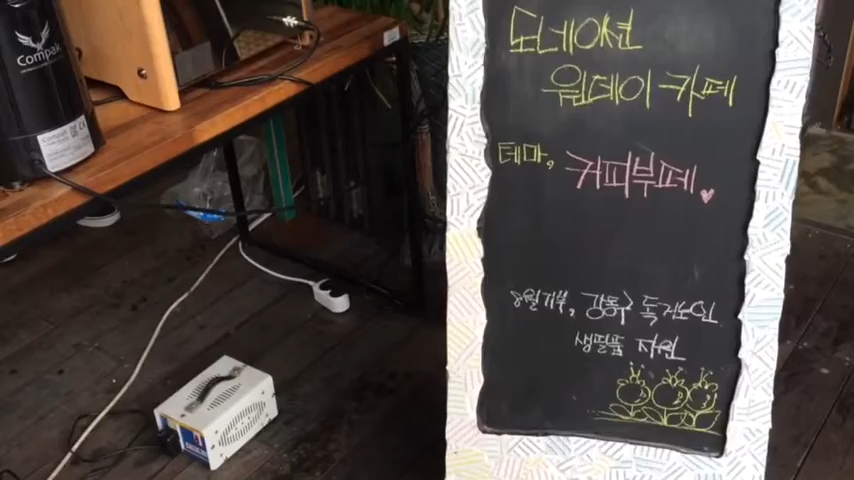 Compak
도네이션
원데이 카페
테마, 커피부페
8월기부, 강동구 독거노인
생필품 지원